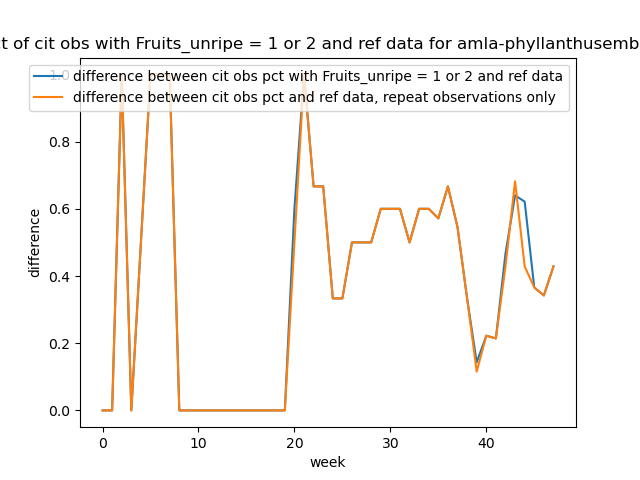 of cit obs with Fruits_unripe = 1 or 2 and ref data for
difference between cit obs pct with Fruits_unripe = 1 or 2 and ref data
difference between cit obs pct and ref data, repeat observations only
difference
1.0
0.8
0.6
0.4
0.2
0.0
0
10
20
30
40
week